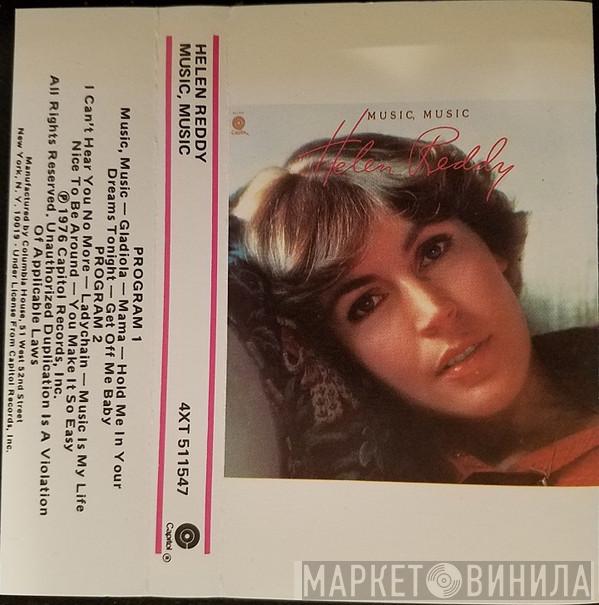 MUSIC, MUSIC
Helen Reddy
Capitol
HELEN REDDY
MUSIC, MUSIC
4XT 511547
Capitol ®
PROGRAM 1
Music, Music — Gladiola — Mama — Hold Me In Your
Dreams Tonight — Get Off Me Baby
PROGRAM 2
I Can't Hear You No More — Ladychain — Music Is My Life
Nice To Be Around — You Make It So Easy
℗ 1976 Capitol Records, Inc.
All Rights Reserved. Unauthorized Duplication Is A Violation
Of Applicable Laws
Manufactured by Columbia House, 51 West 52nd Street
New York, N. Y. 10019 · Under License From Capitol Records, Inc.
МАРКЕТ ВИНИЛА